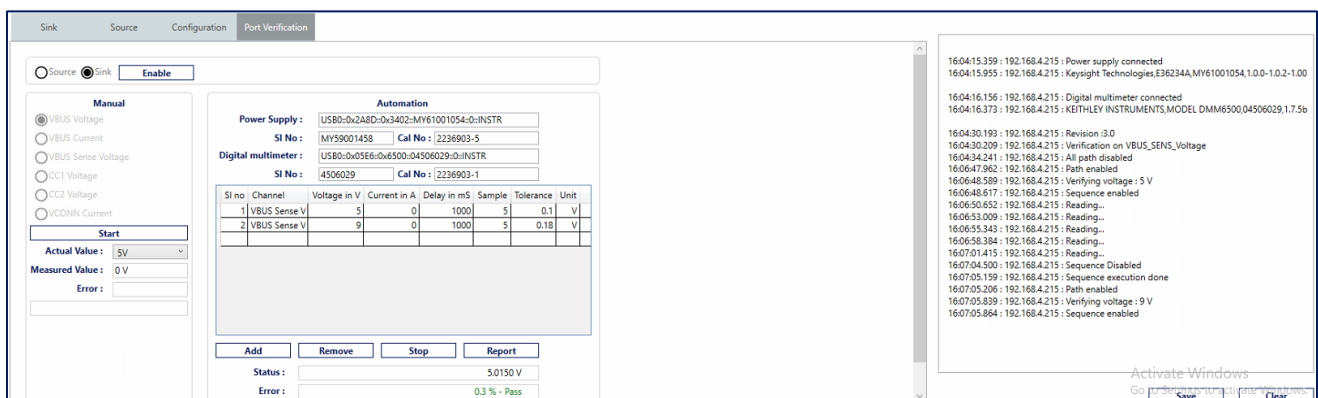 Sink Source Configuration Port Verification
Source Sink Enable
Manual
VBUS Voltage
VBUS Current
VBUS Sense Voltage
CC1 Voltage
CC2 Voltage
VCONN Current
Start
Actual Value : 5V
Measured Value : 0 V
Error :
Automation
Power Supply : USB0::0x2A8D::0x3402::MY61001054::0::INSTR
Sl No : MY59001458 Cal No : 2236903-5
Digital multimeter : USB0::0x05E6::0x6500::04506029::0::INSTR
Sl No : 4506029 Cal No : 2236903-1
Sl no Channel Voltage in V Current in A Delay in mS Sample Tolerance Unit
1 VBUS Sense V 5 0 1000 5 0.1 V
2 VBUS Sense V 9 0 1000 5 0.18 V
Add Remove Stop Report
Status : 5.0150 V
Error : 0.3 % - Pass
16:04:15.359 : 192.168.4.215 : Power supply connected
16:04:15.955 : 192.168.4.215 : Keysight Technologies,E36234A,MY61001054,1.0.0-1.0.2-1.00
16:04:16.156 : 192.168.4.215 : Digital multimeter connected
16:04:16.373 : 192.168.4.215 : KEITHLEY INSTRUMENTS,MODEL DMM6500,04506029,1.7.5b
16:04:30.193 : 192.168.4.215 : Revision :3.0
16:04:30.209 : 192.168.4.215 : Verification on VBUS_SENS_Voltage
16:04:34.241 : 192.168.4.215 : All path disabled
16:06:47.962 : 192.168.4.215 : Path enabled
16:06:48.589 : 192.168.4.215 : Verifying voltage : 5 V
16:06:48.617 : 192.168.4.215 : Sequence enabled
16:06:50.652 : 192.168.4.215 : Reading...
16:06:53.009 : 192.168.4.215 : Reading...
16:06:55.343 : 192.168.4.215 : Reading...
16:06:58.384 : 192.168.4.215 : Reading...
16:07:01.415 : 192.168.4.215 : Reading...
16:07:04.500 : 192.168.4.215 : Sequence Disabled
16:07:05.159 : 192.168.4.215 : Sequence execution done
16:07:05.206 : 192.168.4.215 : Path enabled
16:07:05.839 : 192.168.4.215 : Verifying voltage : 9 V
16:07:05.864 : 192.168.4.215 : Sequence enabled
Activate Windows
Go to Settings to activate Windows.
Save Clear